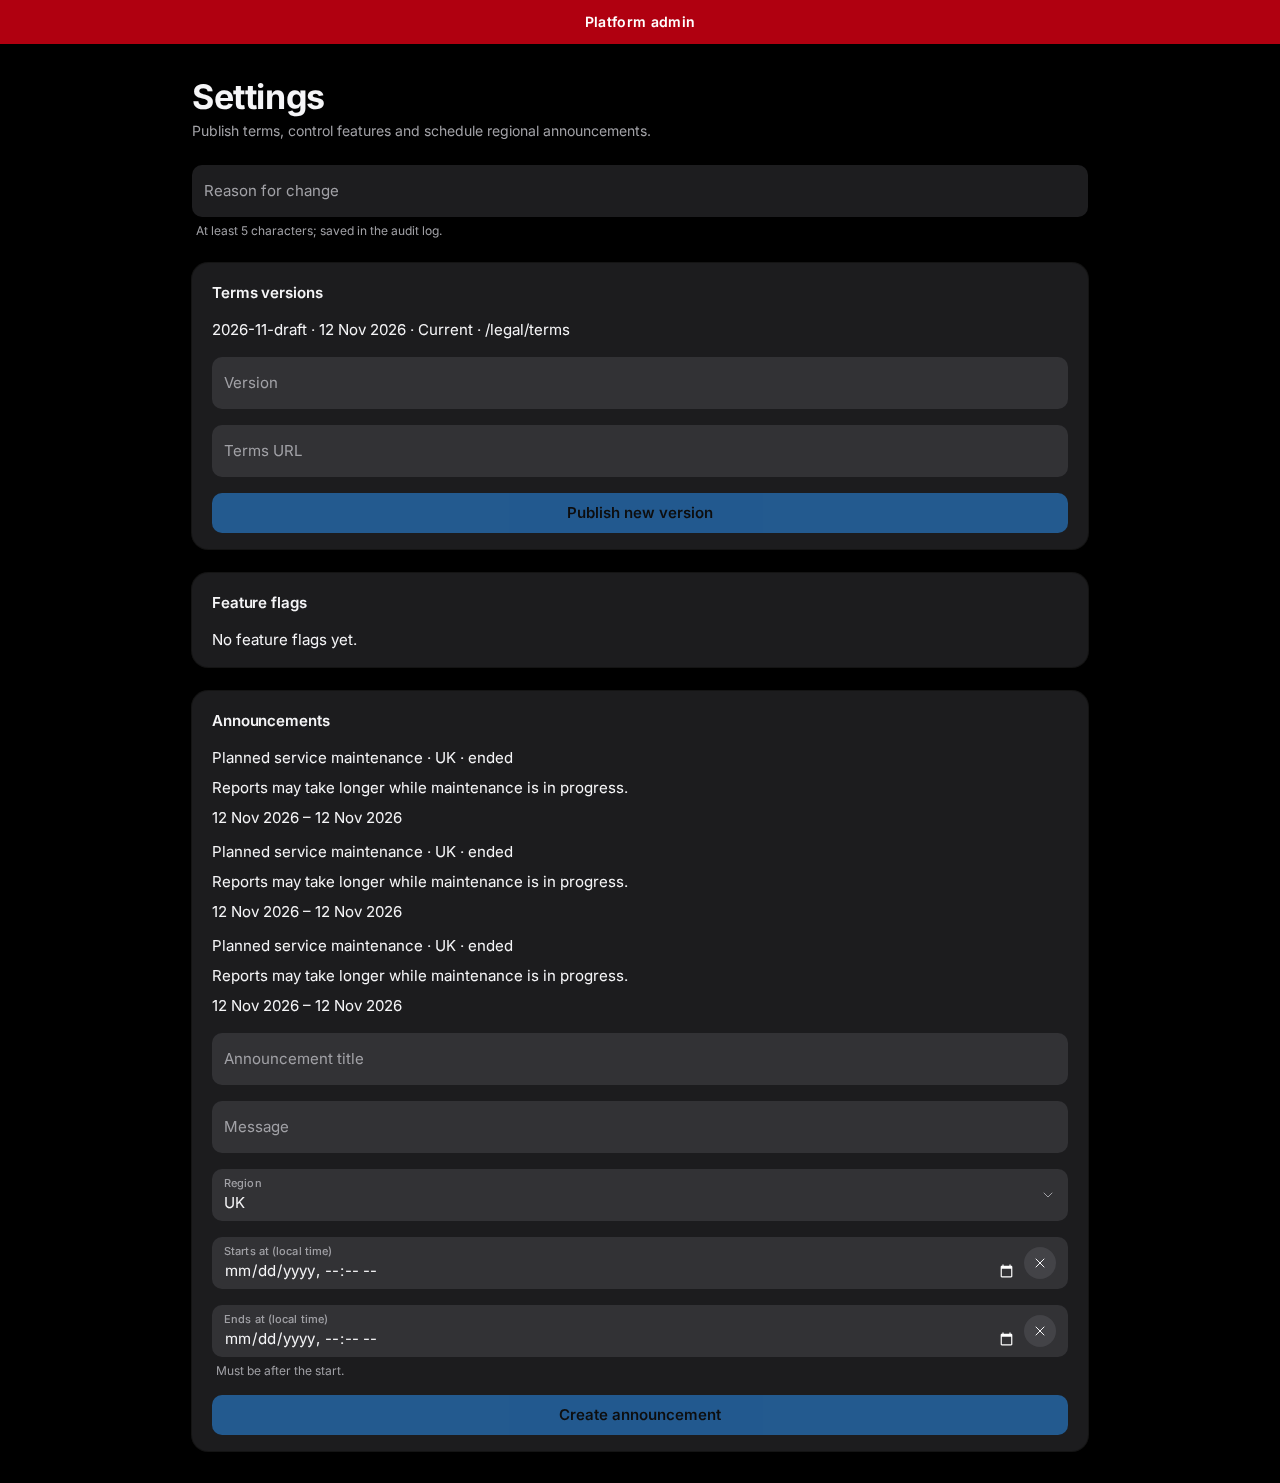 Platform admin
Settings
Publish terms, control features and schedule regional announcements.
Reason for change
At least 5 characters; saved in the audit log.
Terms versions
2026-11-draft · 12 Nov 2026 · Current · /legal/terms
Version
Terms URL
Publish new version
Feature flags
No feature flags yet.
Announcements
Planned service maintenance · UK · ended
Reports may take longer while maintenance is in progress.
12 Nov 2026 – 12 Nov 2026
Planned service maintenance · UK · ended
Reports may take longer while maintenance is in progress.
12 Nov 2026 – 12 Nov 2026
Planned service maintenance · UK · ended
Reports may take longer while maintenance is in progress.
12 Nov 2026 – 12 Nov 2026
Announcement title
Message
Region
UK
Starts at (local time)
mm/dd/yyyy, --:-- --
Ends at (local time)
mm/dd/yyyy, --:-- --
Must be after the start.
Create announcement